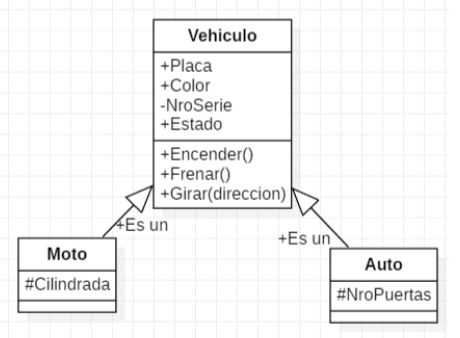 Vehiculo
+Placa
+Color
-NroSerie
+Estado
+Encender()
+Frenar()
+Girar(direccion)
+Es un
+Es un
Moto
#Cilindrada
Auto
#NroPuertas